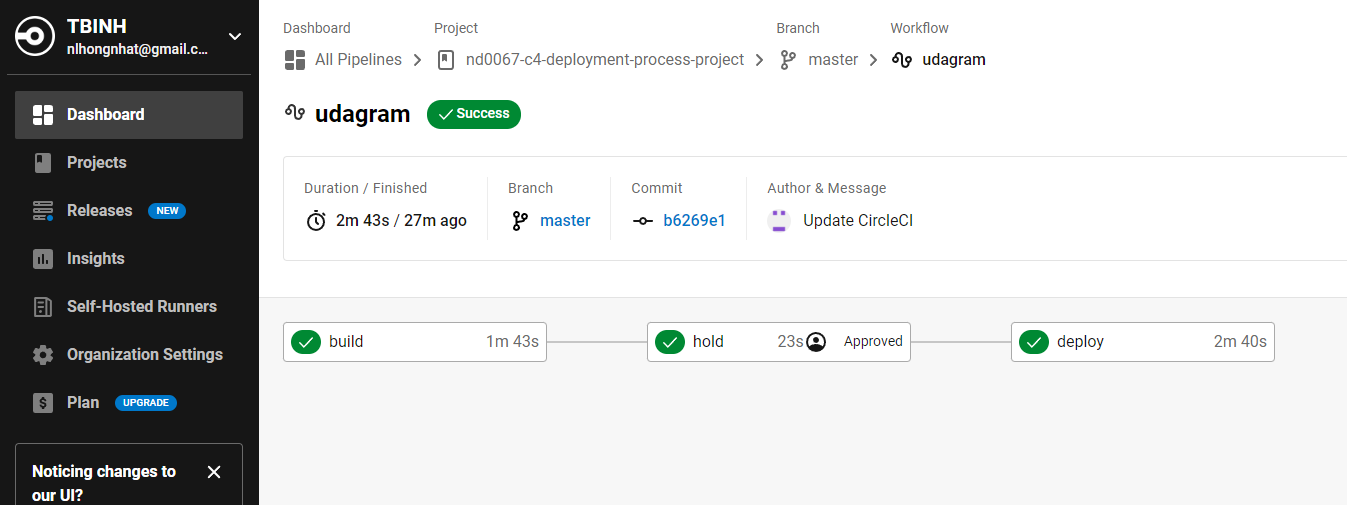 TBINH
nlhongnhat@gmail.c...
Dashboard
Projects
Releases NEW
Insights
Self-Hosted Runners
Organization Settings
Plan UPGRADE
Noticing changes to
our UI?
Dashboard Project Branch Workflow
All Pipelines nd0067-c4-deployment-process-project master udagram
udagram Success
Duration / Finished Branch Commit Author & Message
2m 43s / 27m ago master b6269e1 Update CircleCI
build 1m 43s hold 23s Approved deploy 2m 40s